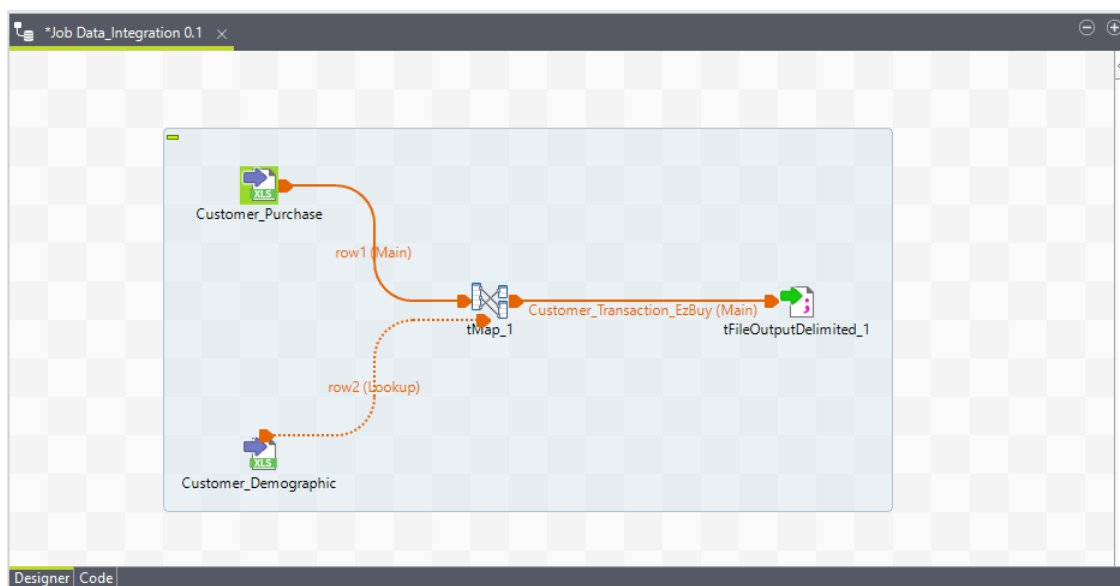 *Job Data_Integration 0.1
XLS
Customer_Purchase
row1 (Main)
Customer_Transaction_EzBuy (Main)
tMap_1
tFileOutputDelimited_1
row2 (Lookup)
XLS
Customer_Demographic
Designer
Code